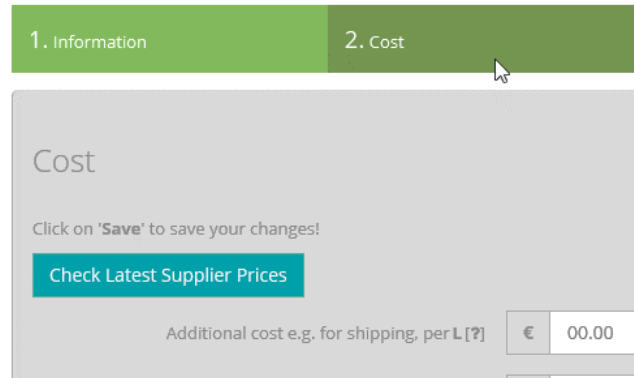 1. Information
2. Cost
Cost
Click on 'Save' to save your changes!
Check Latest Supplier Prices
Additional cost e.g. for shipping, per L [?]
€ 00.00